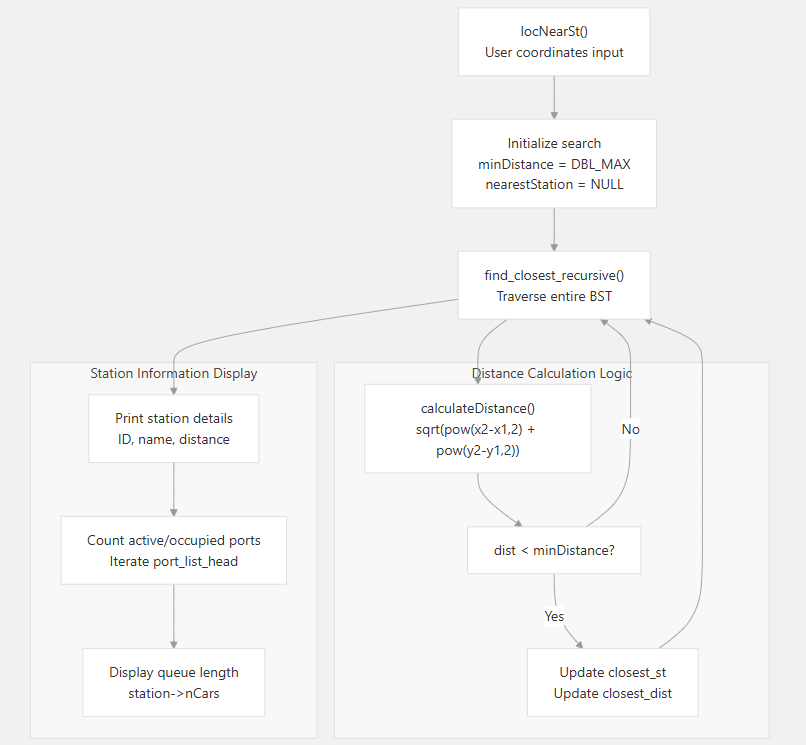 locNearSt()
User coordinates input
Initialize search
minDistance = DBL_MAX
nearestStation = NULL
find_closest_recursive()
Traverse entire BST
Station Information Display
Print station details
ID, name, distance
Count active/occupied ports
Iterate port_list_head
Display queue length
station->nCars
Distance Calculation Logic
calculateDistance()
sqrt(pow(x2-x1,2) +
pow(y2-y1,2))
No
dist < minDistance?
Yes
Update closest_st
Update closest_dist